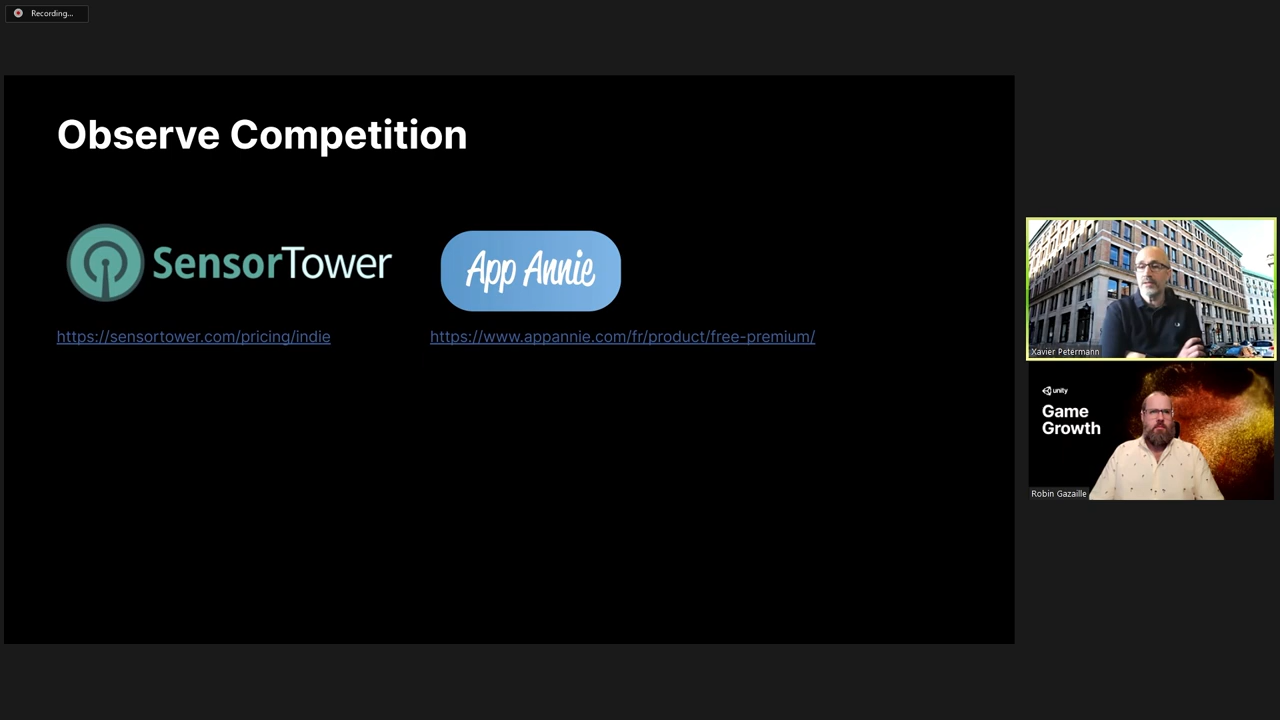 Recording...
Observe Competition
SensorTower
App Annie
https://sensortower.com/pricing/indie
https://www.appannie.com/fr/product/free-premium/
Xavier Petermann
unity
Game
Growth
Robin Gazaille